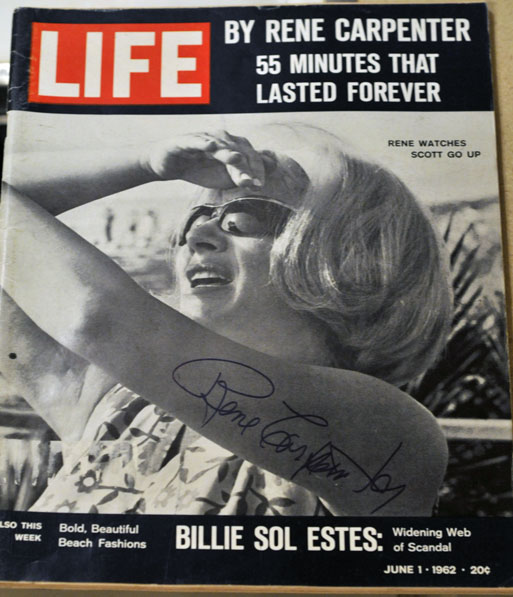 LIFE
BY RENE CARPENTER
55 MINUTES THAT
LASTED FOREVER
RENE WATCHES
SCOTT GO UP
Rene Carpenter
LSO THIS
WEEK
Bold, Beautiful
Beach Fashions
BILLIE SOL ESTES:
Widening Web
of Scandal
JUNE 1 · 1962 · 20¢